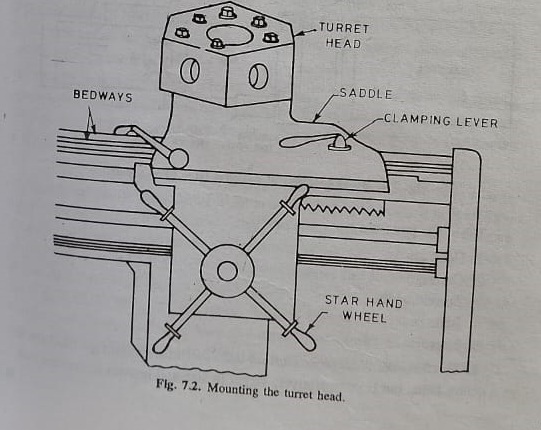 TURRET
HEAD
BEDWAYS
SADDLE
CLAMPING LEVER
STAR HAND
WHEEL
Fig. 7.2. Mounting the turret head.